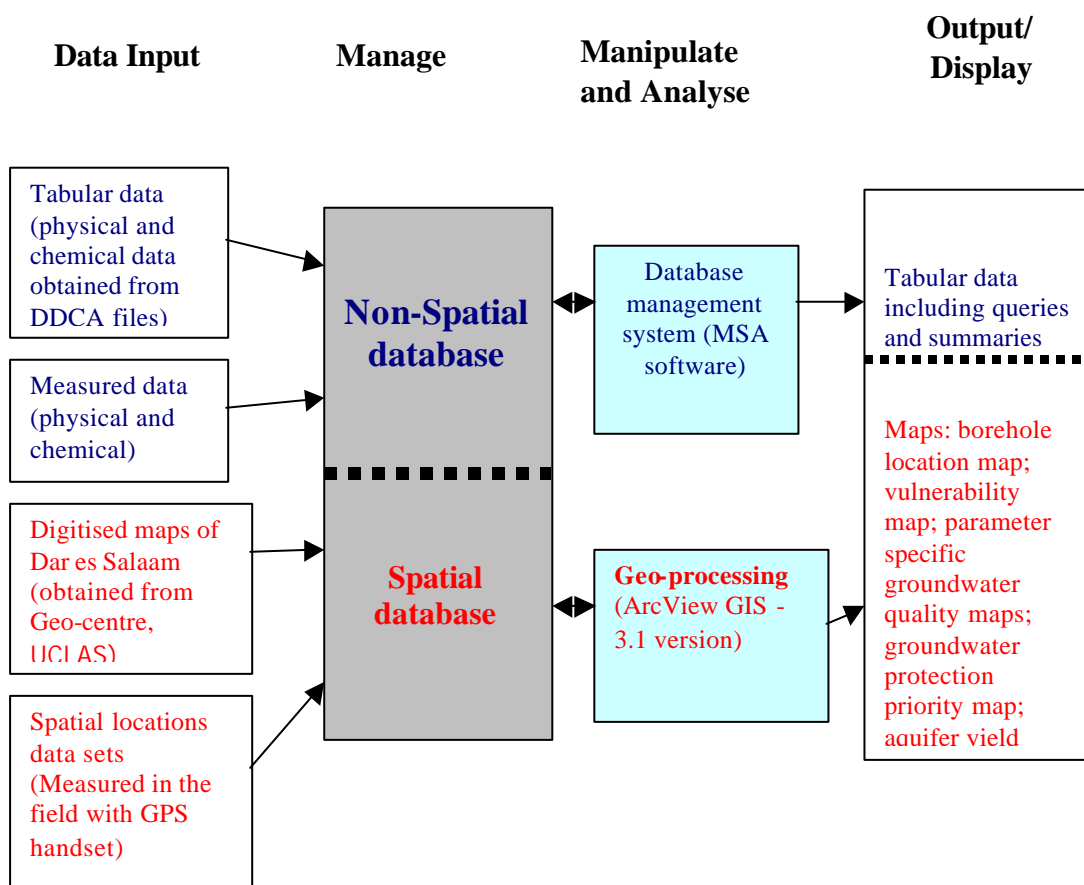 Data Input
Manage
Manipulate
and Analyse
Output/
Display
Tabular data
(physical and
chemical data
obtained from
DDCA files)
Measured data
(physical and
chemical)
Digitised maps of
Dar es Salaam
(obtained from
Geo-centre,
UCLAS)
Spatial locations
data sets
(Measured in the
field with GPS
handset)
Non-Spatial
database
Spatial
database
Database
management
system (MSA
software)
Geo-processing
(ArcView GIS -
3.1 version)
Tabular data
including queries
and summaries
Maps: borehole
location map;
vulnerability
map; parameter
specific
groundwater
quality maps;
groundwater
protection
priority map;
aquifer yield